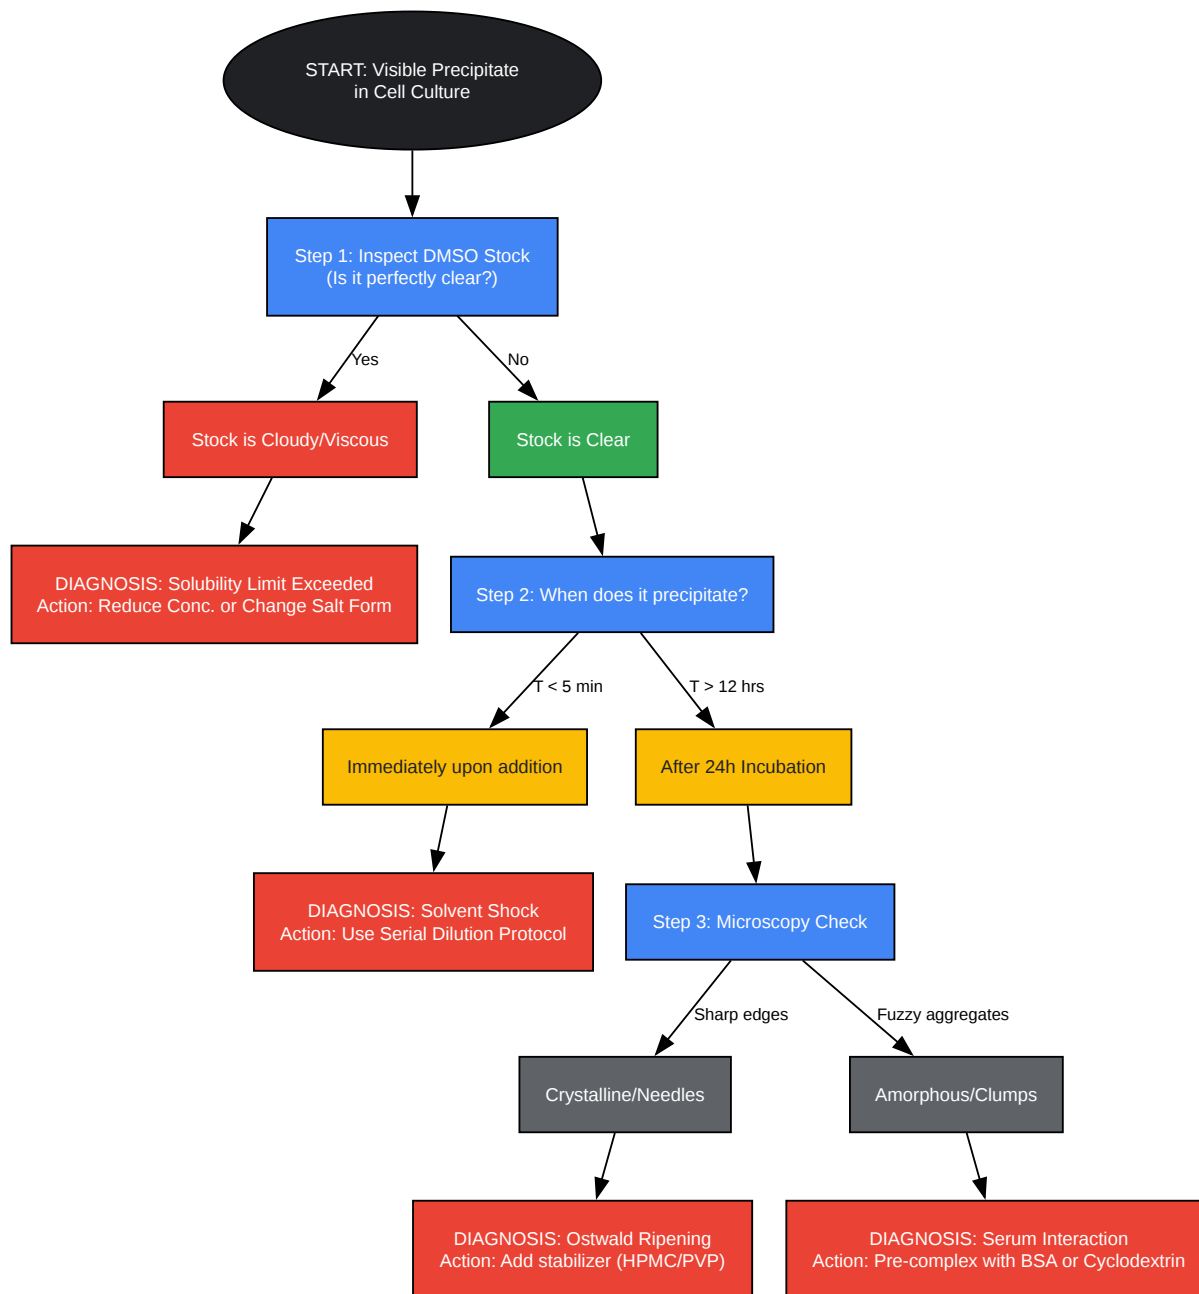 START: Visible Precipitate
in Cell Culture
Step 1: Inspect DMSO Stock
(Is it perfectly clear?)
Yes
No
Stock is Cloudy/Viscous
Stock is Clear
DIAGNOSIS: Solubility Limit Exceeded
Action: Reduce Conc. or Change Salt Form
Step 2: When does it precipitate?
T < 5 min
T > 12 hrs
Immediately upon addition
After 24h Incubation
DIAGNOSIS: Solvent Shock
Action: Use Serial Dilution Protocol
Step 3: Microscopy Check
Sharp edges
Fuzzy aggregates
Crystalline/Needles
Amorphous/Clumps
DIAGNOSIS: Ostwald Ripening
Action: Add stabilizer (HPMC/PVP)
DIAGNOSIS: Serum Interaction
Action: Pre-complex with BSA or Cyclodextrin